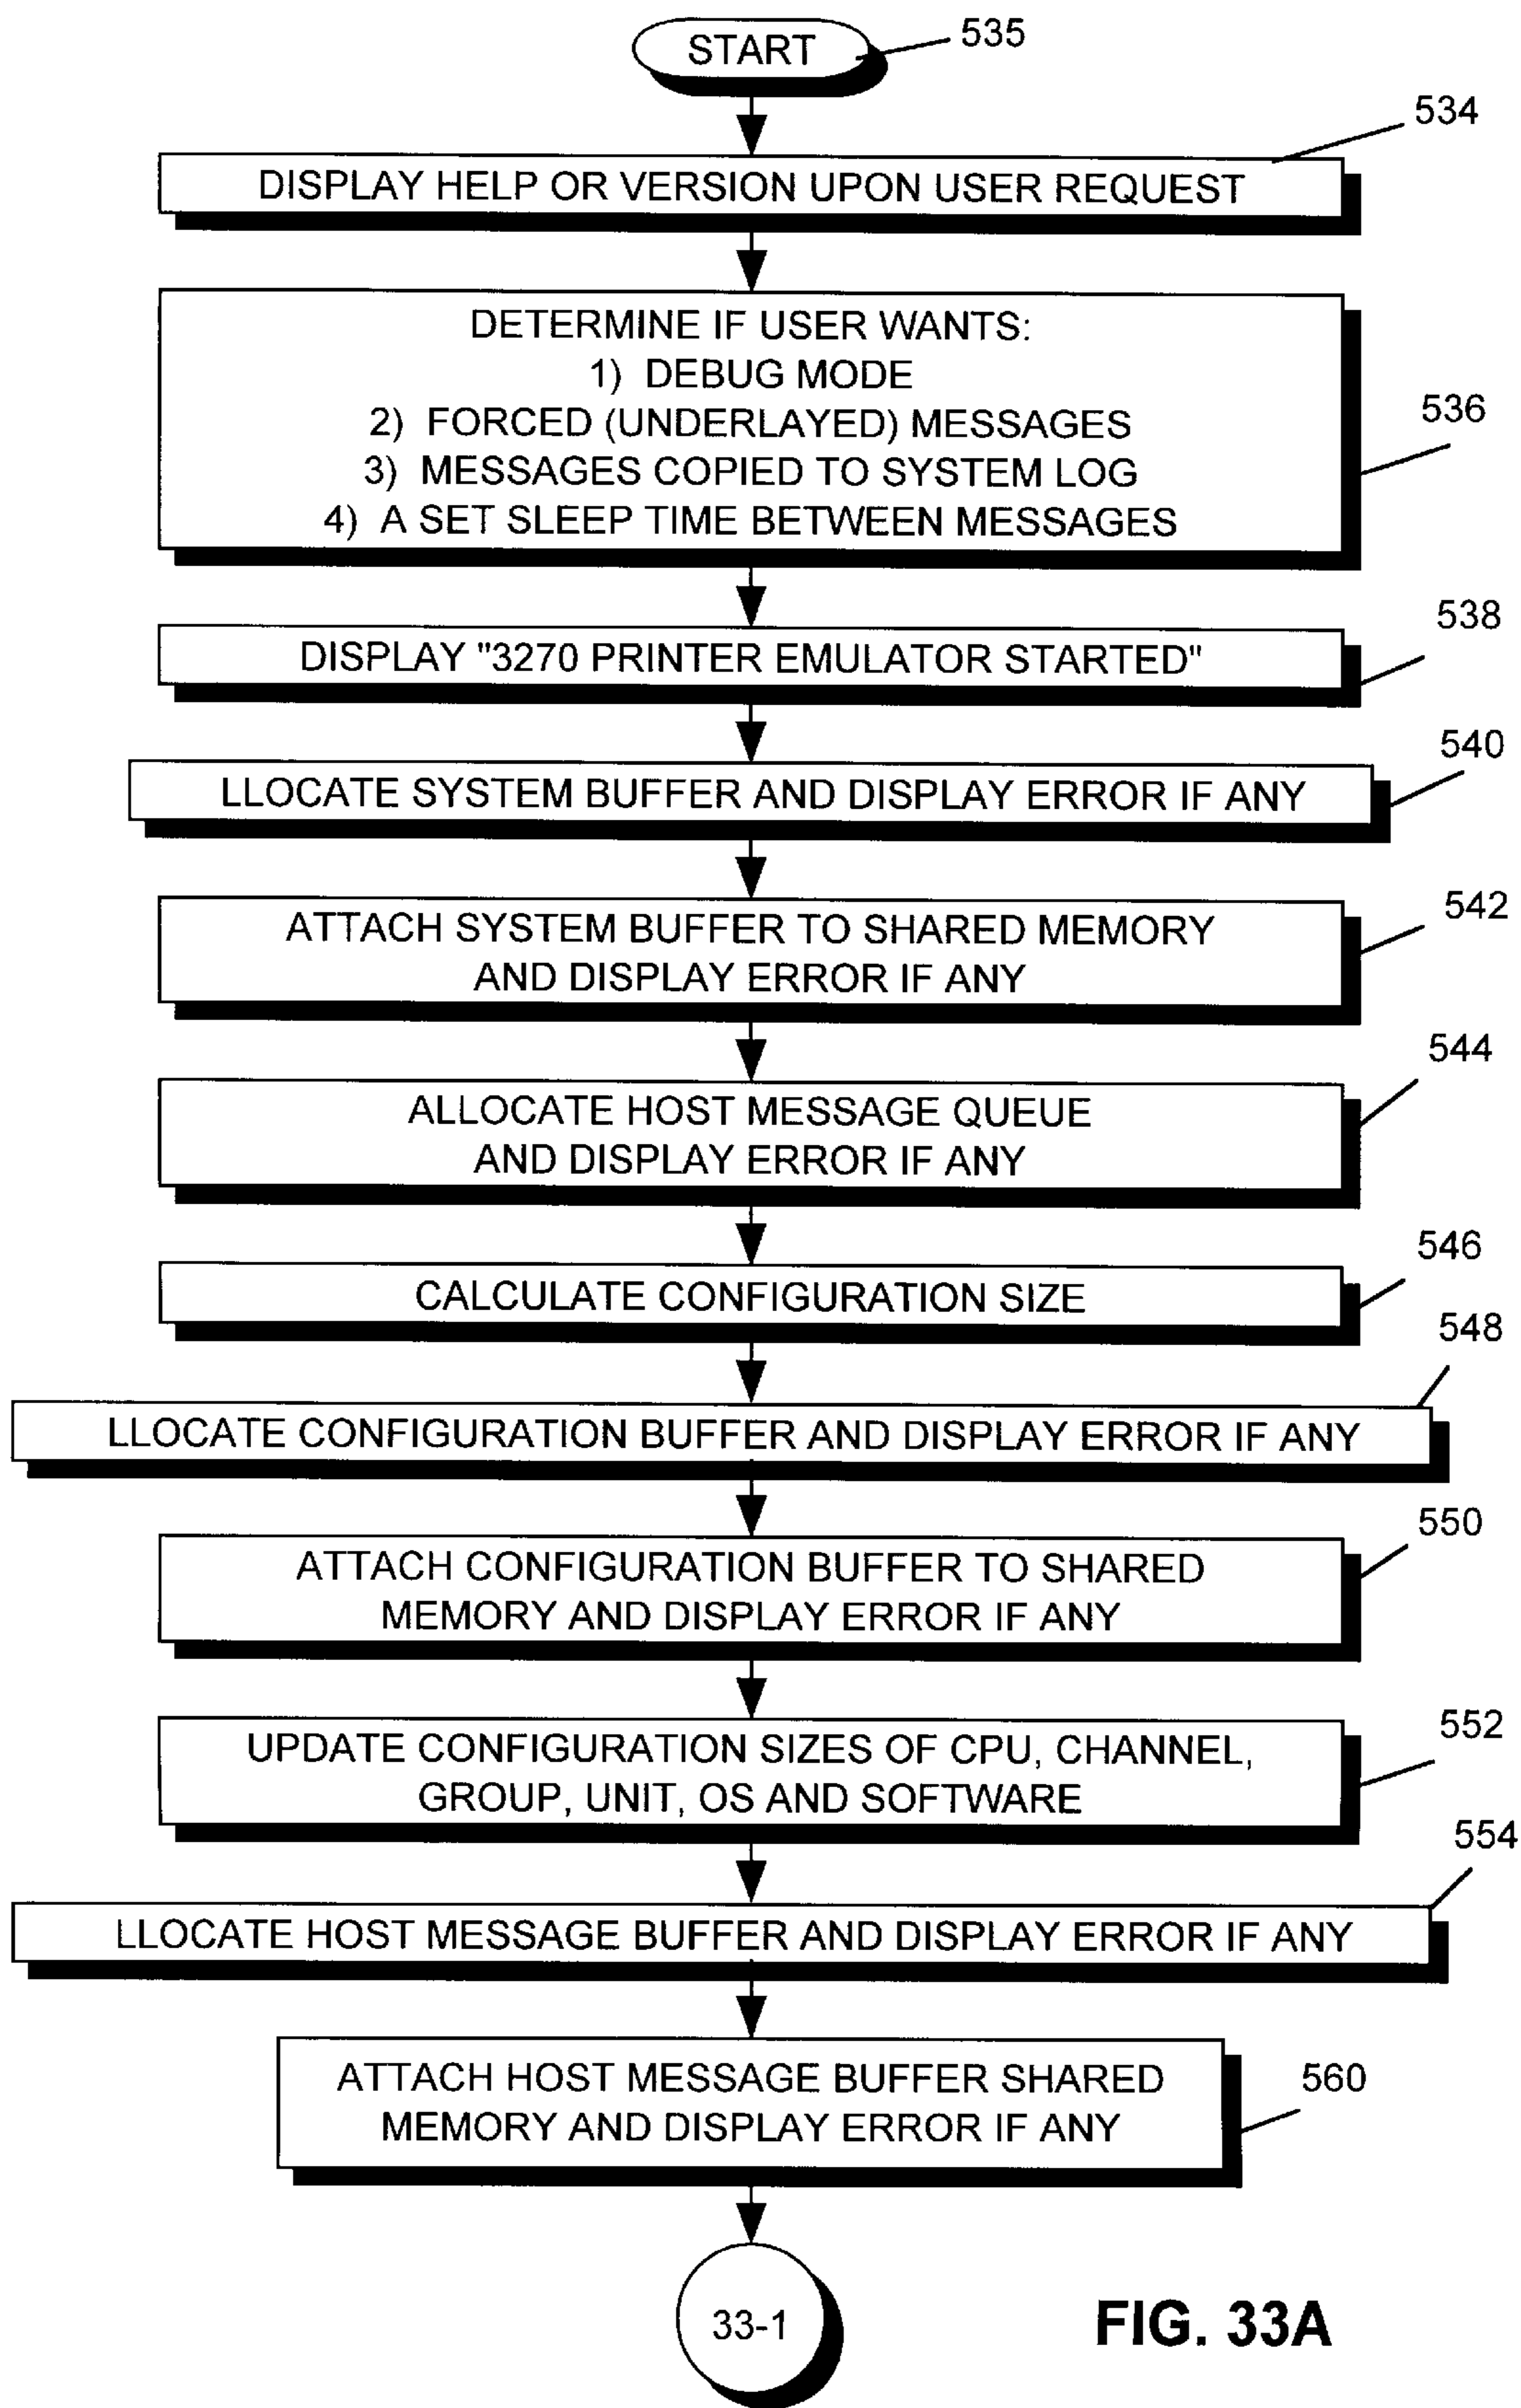 START
535
534
DISPLAY HELP OR VERSION UPON USER REQUEST
DETERMINE IF USER WANTS:
1) DEBUG MODE
2) FORCED (UNDERLAYED) MESSAGES
3) MESSAGES COPIED TO SYSTEM LOG
4) A SET SLEEP TIME BETWEEN MESSAGES
536
538
DISPLAY "3270 PRINTER EMULATOR STARTED"
540
LLOCATE SYSTEM BUFFER AND DISPLAY ERROR IF ANY
542
ATTACH SYSTEM BUFFER TO SHARED MEMORY
AND DISPLAY ERROR IF ANY
544
ALLOCATE HOST MESSAGE QUEUE
AND DISPLAY ERROR IF ANY
546
CALCULATE CONFIGURATION SIZE
548
LLOCATE CONFIGURATION BUFFER AND DISPLAY ERROR IF ANY
550
ATTACH CONFIGURATION BUFFER TO SHARED
MEMORY AND DISPLAY ERROR IF ANY
552
UPDATE CONFIGURATION SIZES OF CPU, CHANNEL,
GROUP, UNIT, OS AND SOFTWARE
554
LLOCATE HOST MESSAGE BUFFER AND DISPLAY ERROR IF ANY
ATTACH HOST MESSAGE BUFFER SHARED
MEMORY AND DISPLAY ERROR IF ANY
560
33-1
FIG. 33A